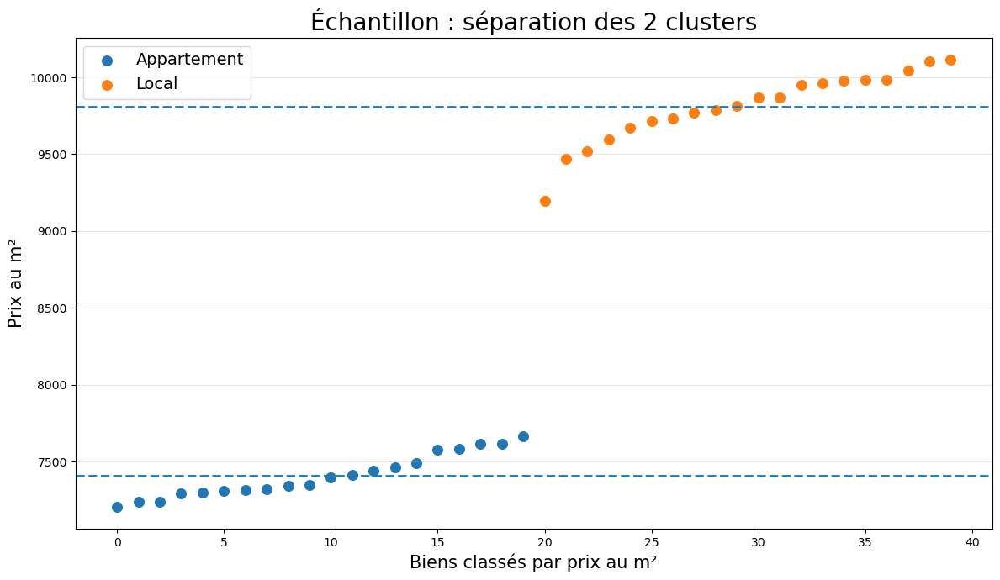 Échantillon : séparation des 2 clusters
Appartement
Local
Prix au m²
10000
9500
9000
8500
8000
7500
0 5 10 15 20 25 30 35 40
Biens classés par prix au m²